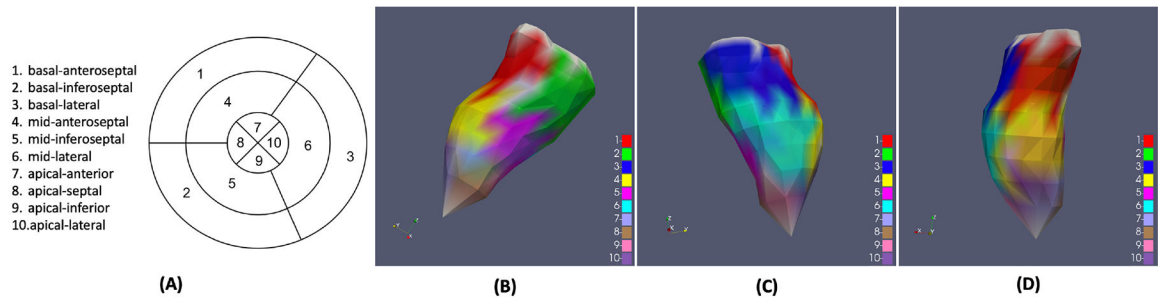 1. basal-anteroseptal
2. basal-inferoseptal
3. basal-lateral
4. mid-anteroseptal
5. mid-inferoseptal
6. mid-lateral
7. apical-anterior
8. apical-septal
9. apical-inferior
10.apical-lateral
1
4
7
8
10
9
6
3
5
2
1
2
3
4
5
6
7
8
9
10
1
2
3
4
5
6
7
8
9
10
1
2
3
4
5
6
7
8
9
10
(A)
(B)
(C)
(D)